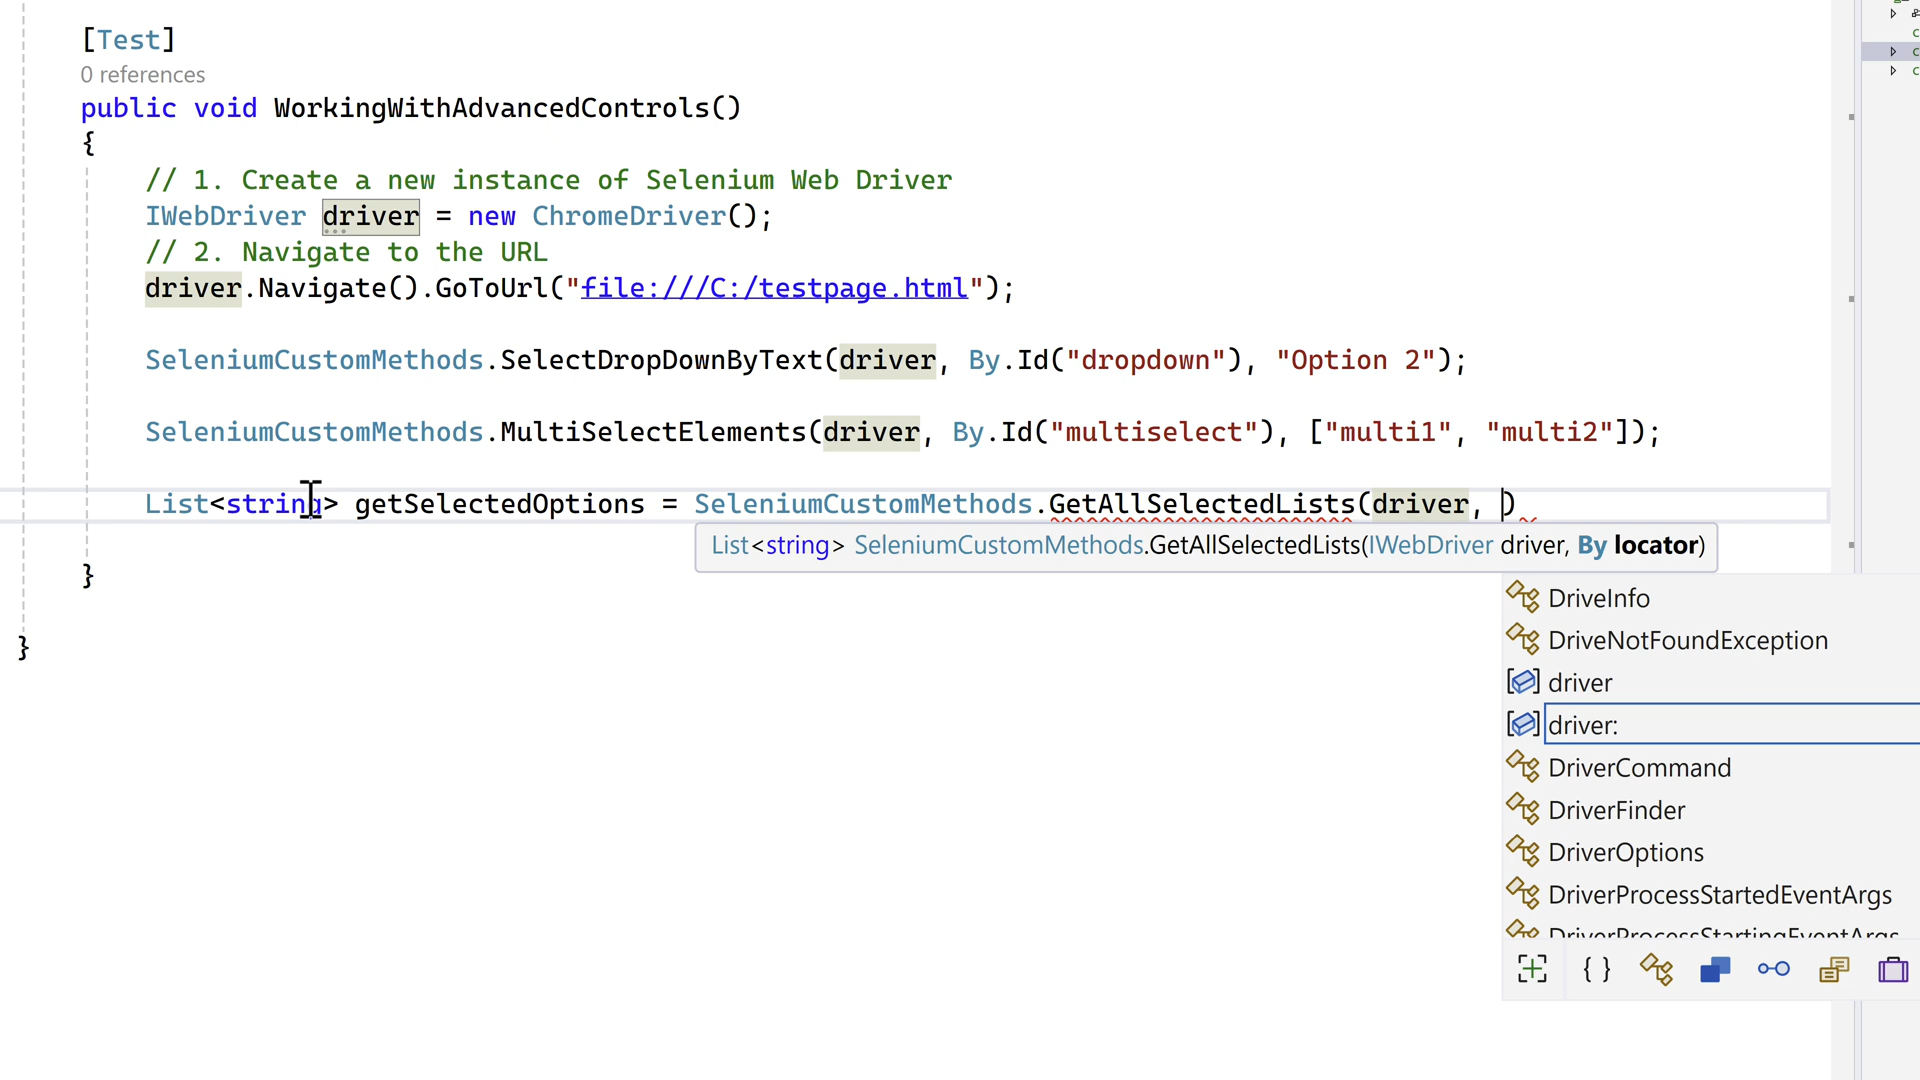 [Test]
0 references
public void WorkingWithAdvancedControls()
{
// 1. Create a new instance of Selenium Web Driver
IWebDriver driver = new ChromeDriver();
// 2. Navigate to the URL
driver.Navigate().GoToUrl("file:///C:/testpage.html");
SeleniumCustomMethods.SelectDropDownByText(driver, By.Id("dropdown"), "Option 2");
SeleniumCustomMethods.MultiSelectElements(driver, By.Id("multiselect"), ["multi1", "multi2"]);
List<string> getSelectedOptions = SeleniumCustomMethods.GetAllSelectedLists(driver, )
List<string> SeleniumCustomMethods.GetAllSelectedLists(IWebDriver driver, By locator)
}
}
DriveInfo
DriveNotFoundException
driver
driver:
DriverCommand
DriverFinder
DriverOptions
DriverProcessStartedEventArgs
DriverProcessStartingEventArgs